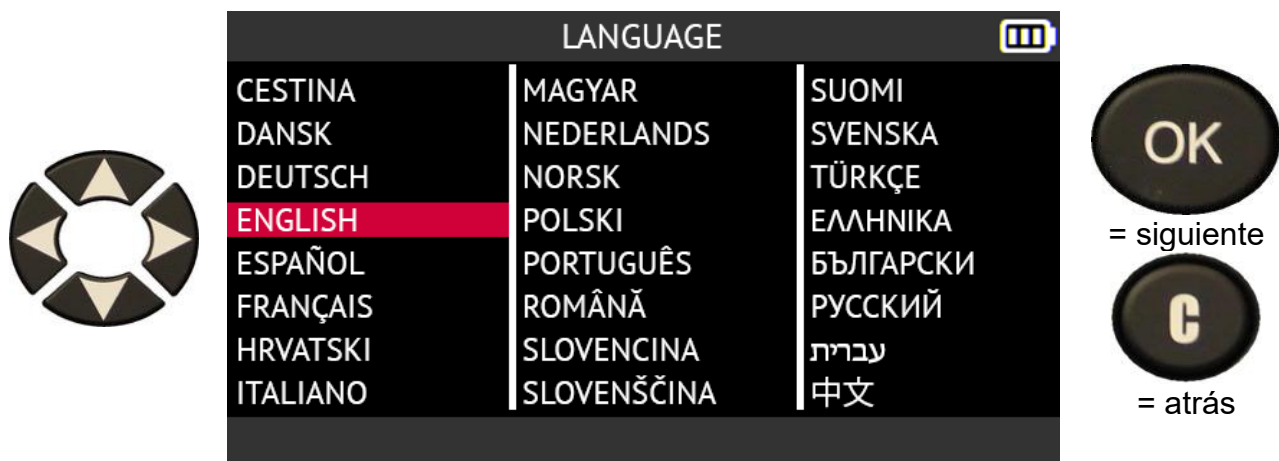 LANGUAGE
CESTINA
DANSK
DEUTSCH
ENGLISH
ESPAÑOL
FRANÇAIS
HRVATSKI
ITALIANO
MAGYAR
NEDERLANDS
NORSK
POLSKI
PORTUGUÊS
ROMÂNĂ
SLOVENCINA
SLOVENŠČINA
SUOMI
SVENSKA
TÜRKÇE
ΕΛΛΗΝΙΚΑ
БЪЛГАРСКИ
РУССКИЙ
עברית
中文
OK
= siguiente
C
= atrás